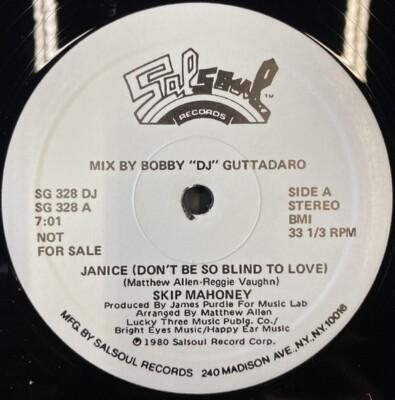 Salsoul
RECORDS
TM
MIX BY BOBBY "DJ" GUTTADARO
SG 328 DJ
SG 328 A
7:01
NOT
FOR SALE
SIDE A
STEREO
BMI
33 1/3 RPM
JANICE (DON'T BE SO BLIND TO LOVE)
(Matthew Allen-Reggie Vaughn)
SKIP MAHONEY
Produced By James Purdie For Music Lab
Arranged By Matthew Allen
Lucky Three Music Publg. Co./
Bright Eyes Music/Happy Ear Music
℗ 1980 Salsoul Record Corp.
MFG. BY SALSOUL RECORDS 240 MADISON AVE., NY, NY. 10016